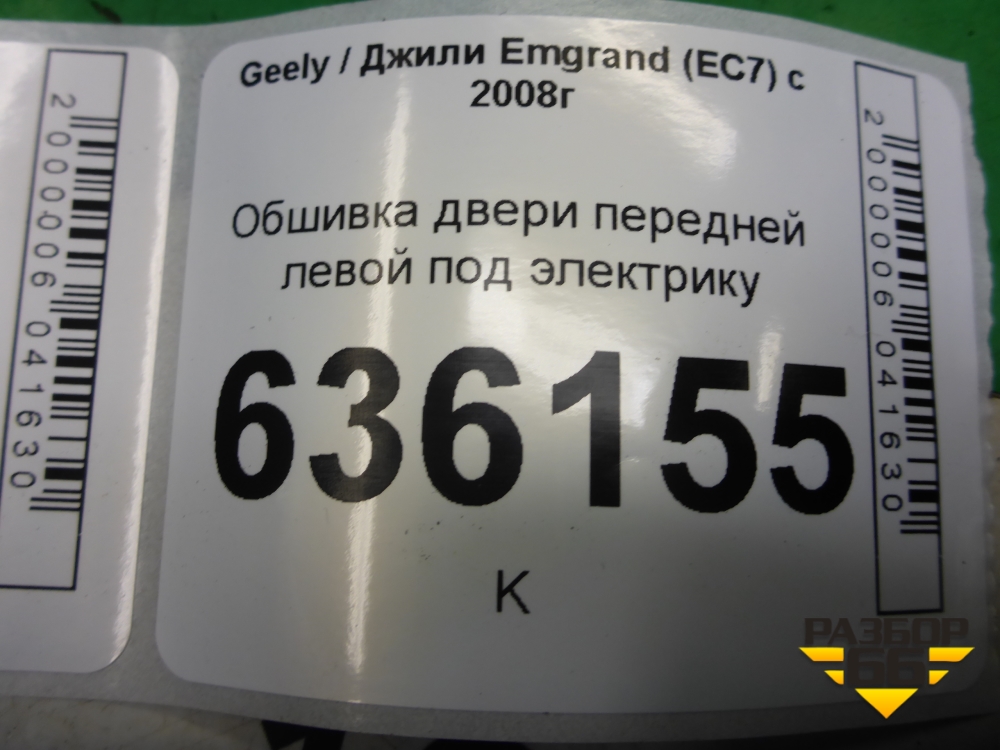 2000006041630
Geely / Джили Emgrand (EC7) с
2008г
Обшивка двери передней
левой под электрику
636155
К
2000006041630
РАЗБОР
66